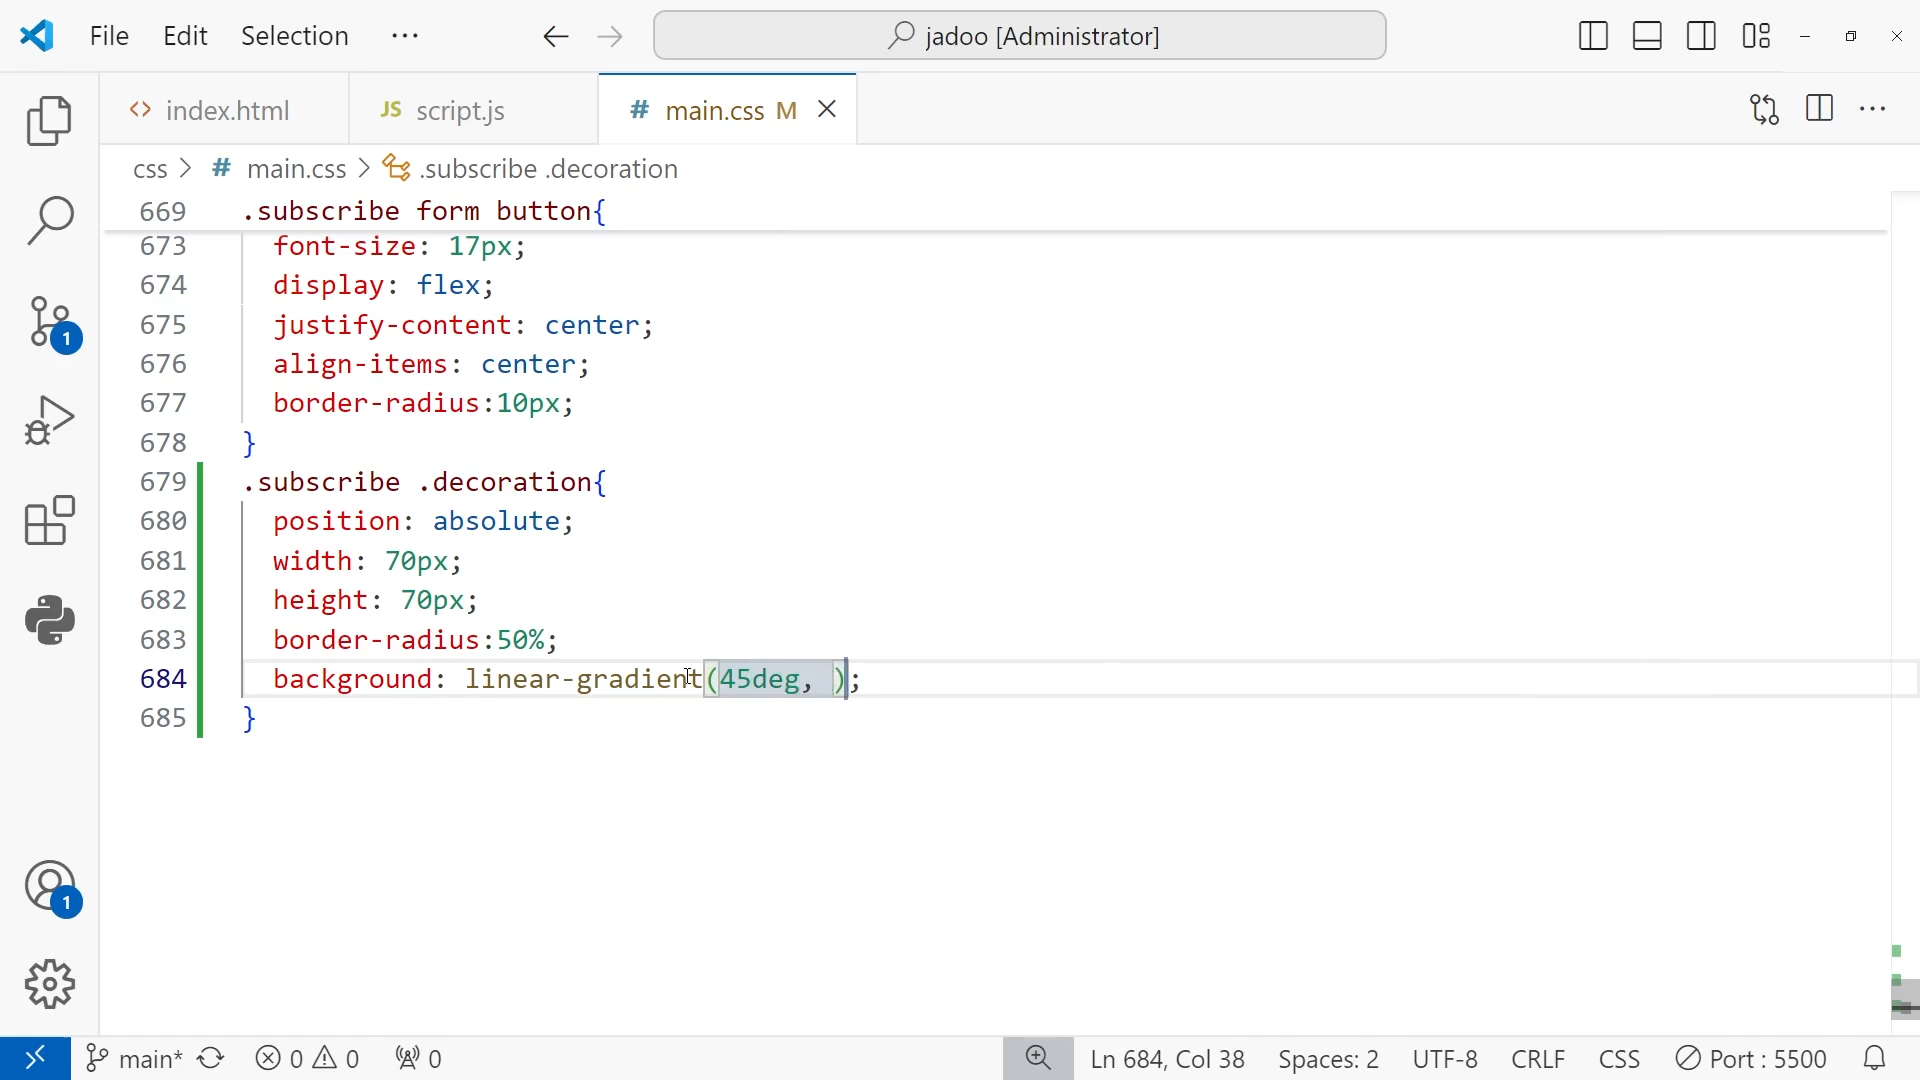 File Edit Selection ···
jadoo [Administrator]
<> index.html
JS script.js
# main.css M
css > # main.css > .subscribe .decoration
669 .subscribe form button{
673 font-size: 17px;
674 display: flex;
675 justify-content: center;
676 align-items: center;
677 border-radius:10px;
678 }
679 .subscribe .decoration{
680 position: absolute;
681 width: 70px;
682 height: 70px;
683 border-radius:50%;
684 background: linear-gradient(45deg, );
685 }
1
1
main* 0 0 0 Ln 684, Col 38 Spaces: 2 UTF-8 CRLF CSS Port : 5500